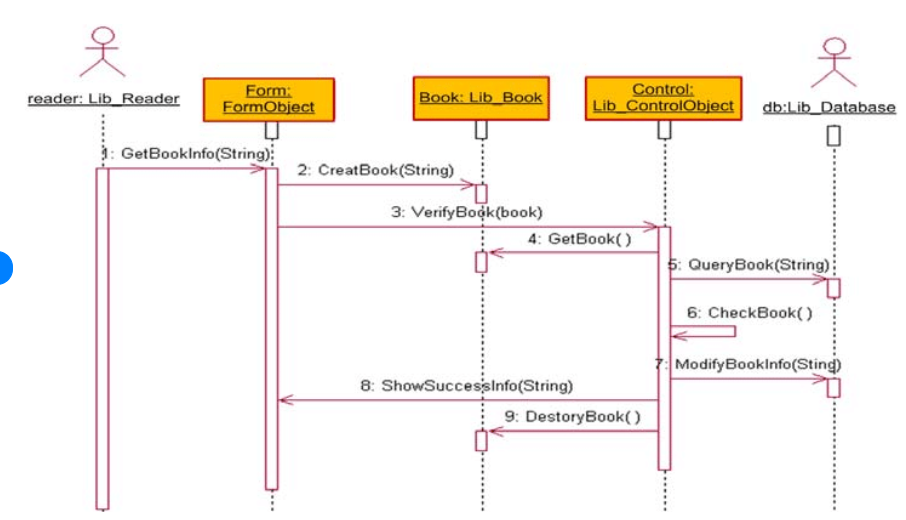 reader: Lib_Reader
Form:
FormObject
Book: Lib_Book
Control:
Lib_ControlObject
db:Lib_Database
1: GetBookInfo(String)
2: CreatBook(String)
3: VerifyBook(book)
4: GetBook( )
5: QueryBook(String)
6: CheckBook( )
7: ModifyBookInfo(Sting)
8: ShowSuccessInfo(String)
9: DestoryBook( )